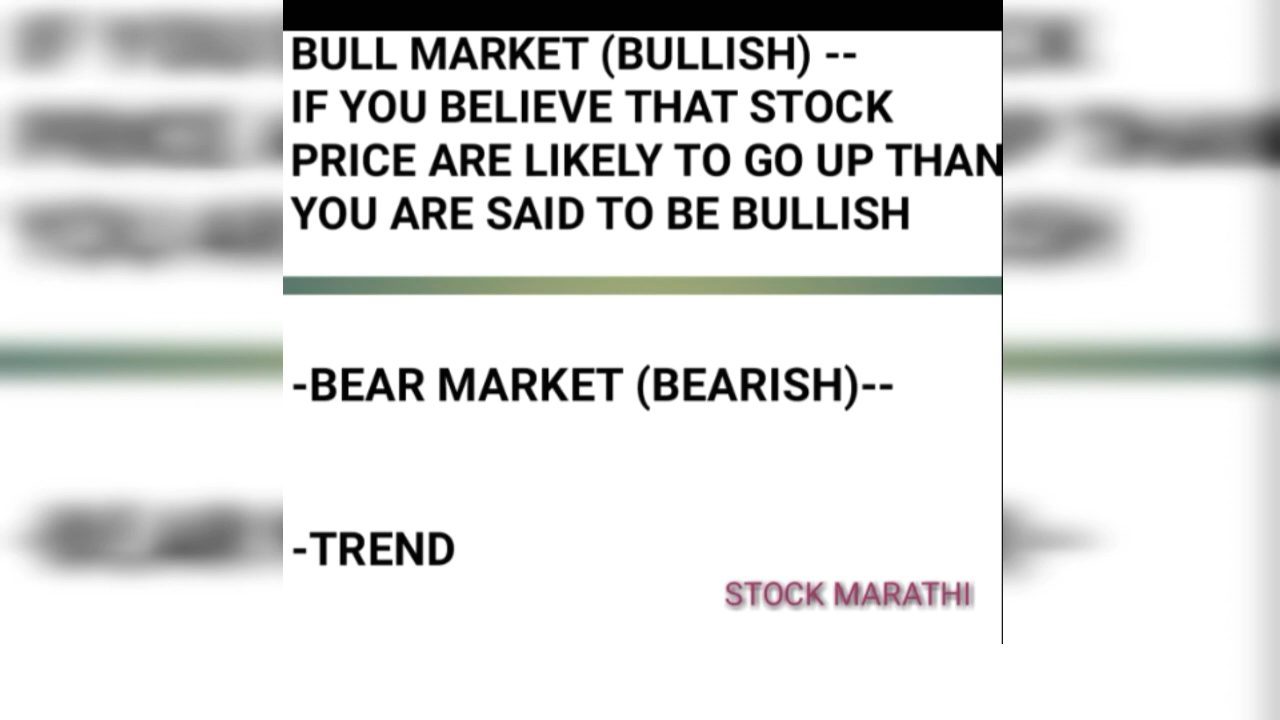 BULL MARKET (BULLISH) --
IF YOU BELIEVE THAT STOCK
PRICE ARE LIKELY TO GO UP THAN
YOU ARE SAID TO BE BULLISH
-BEAR MARKET (BEARISH)--
-TREND
STOCK MARATHI